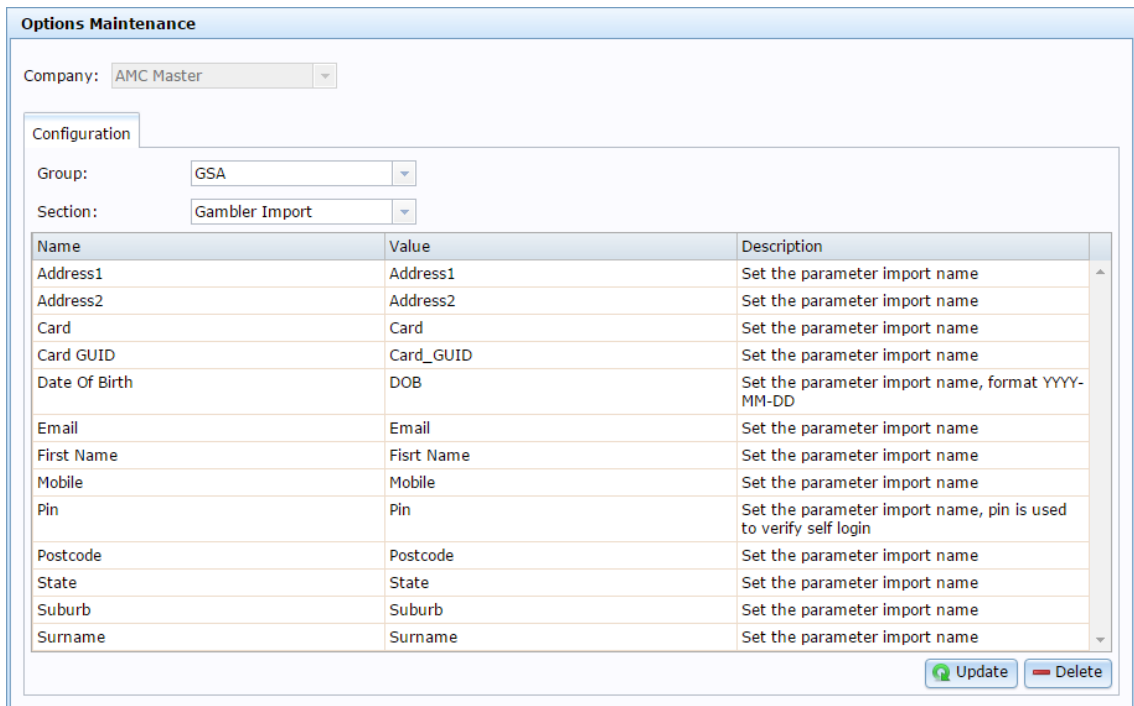 Options Maintenance
Company: AMC Master
Configuration
Group: GSA
Section: Gambler Import
Name Value Description
Address1 Address1 Set the parameter import name
Address2 Address2 Set the parameter import name
Card Card Set the parameter import name
Card GUID Card_GUID Set the parameter import name
Date Of Birth DOB Set the parameter import name, format YYYY-
MM-DD
Email Email Set the parameter import name
First Name Fisrt Name Set the parameter import name
Mobile Mobile Set the parameter import name
Pin Pin Set the parameter import name, pin is used
to verify self login
Postcode Postcode Set the parameter import name
State State Set the parameter import name
Suburb Suburb Set the parameter import name
Surname Surname Set the parameter import name
Update Delete